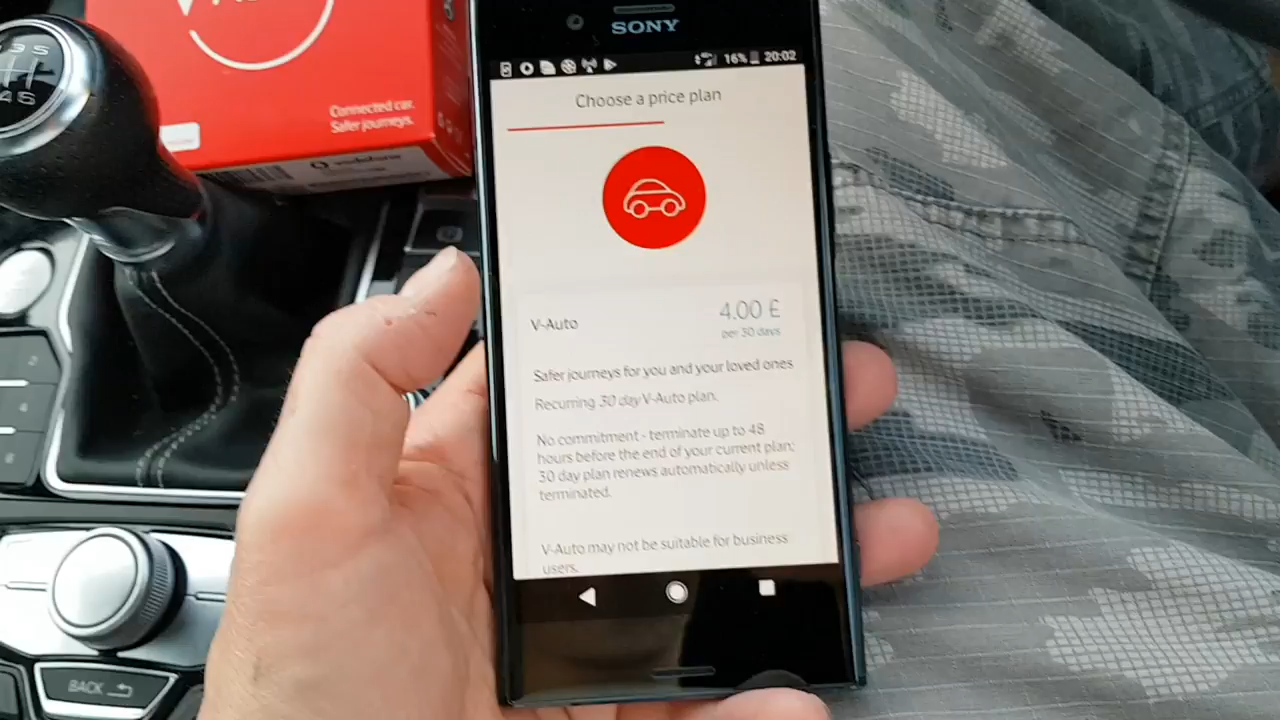 Connected car.
Safer journeys.
vodafone
SONY
16% 20:02
Choose a price plan
V-Auto
4.00 £
per 30 days
Safer journeys for you and your loved ones
Recurring 30 day V-Auto plan.
No commitment - terminate up to 48
hours before the end of your current plan;
30 day plan renews automatically unless
terminated.
V-Auto may not be suitable for business
users.
2
4
BACK